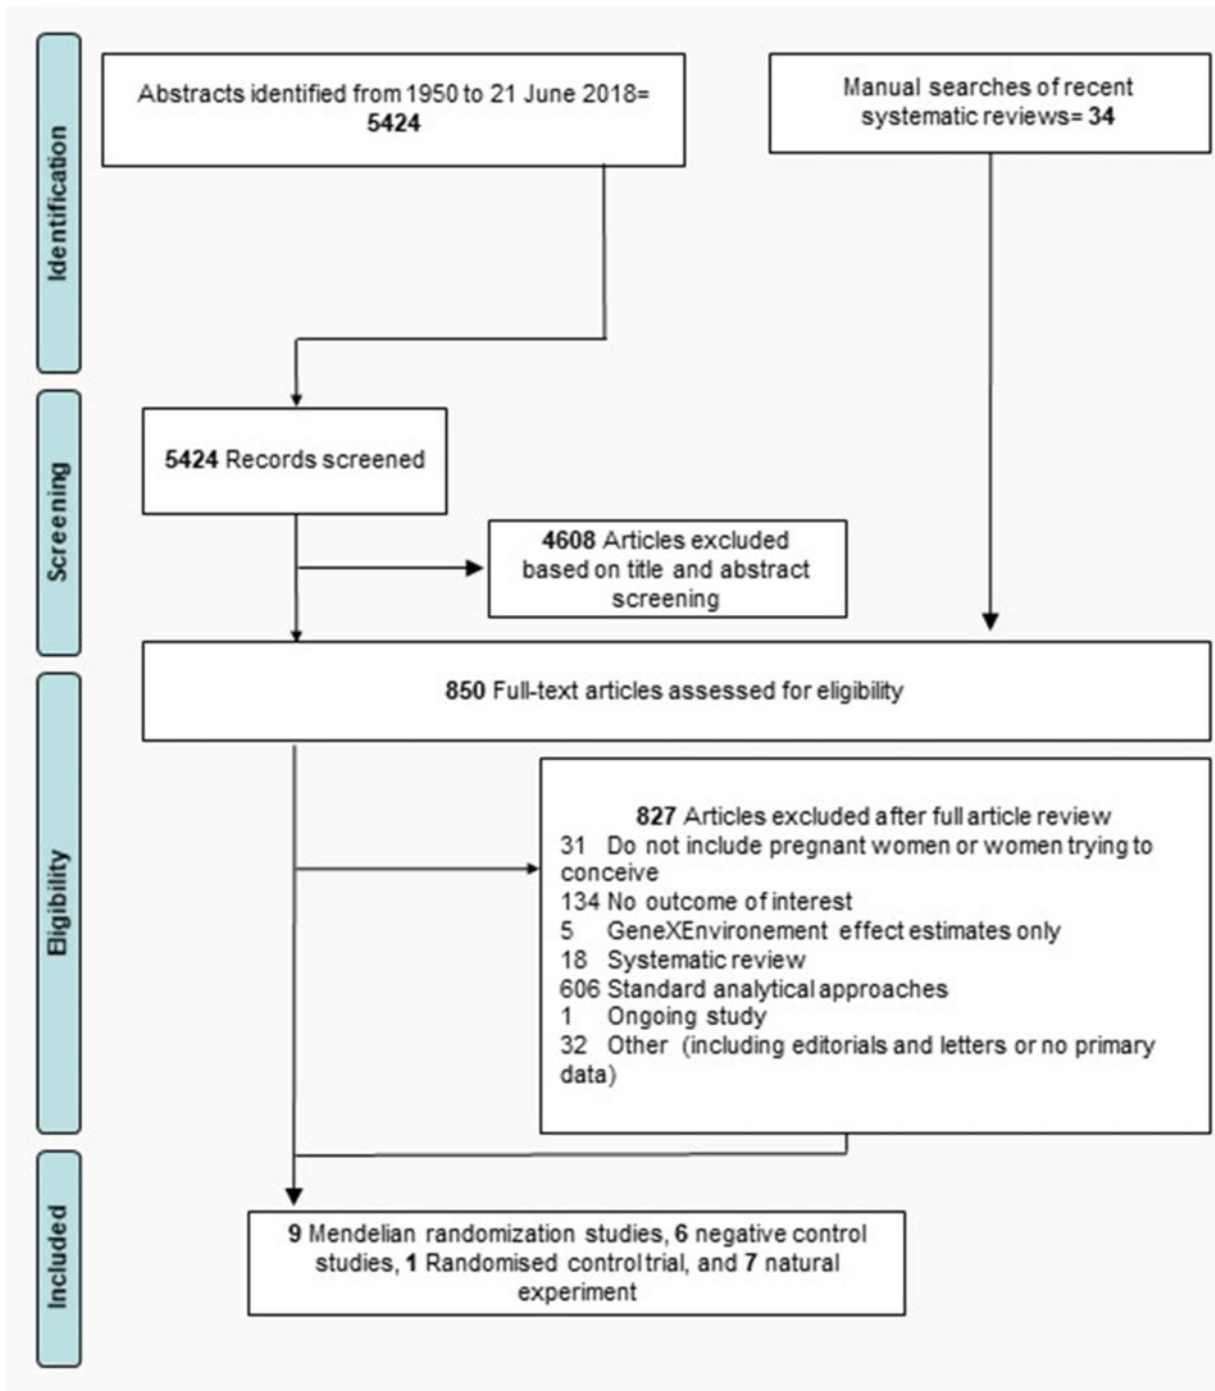 Identification
Abstracts identified from 1950 to 21 June 2018=
5424
Manual searches of recent
systematic reviews= 34
Screening
5424 Records screened
4608 Articles excluded
based on title and abstract
screening
Eligibility
850 Full-text articles assessed for eligibility
827 Articles excluded after full article review
31 Do not include pregnant women or women trying to
conceive
134 No outcome of interest
5 GeneXEnvironement effect estimates only
18 Systematic review
606 Standard analytical approaches
1 Ongoing study
32 Other (including editorials and letters or no primary
data)
Included
9 Mendelian randomization studies, 6 negative control
studies, 1 Randomised control trial, and 7 natural
experiment